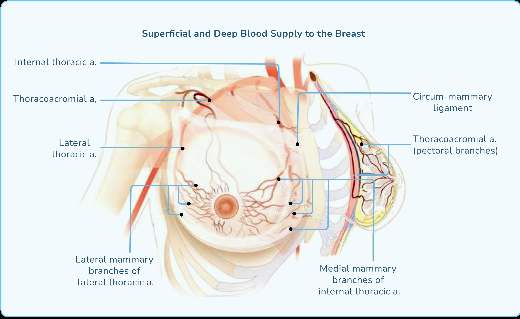 Superficial and Deep Blood Supply to the Breast
Internal thoracic a.
Thoracoacromial a,
Lateral
thoracic a.
Circum-mammary
ligament
Thoracoacromial a.
(pectoral branches)
Lateral mammary
branches of
lateral thoracic a.
Medial mammary
branches of
internal thoracic a.